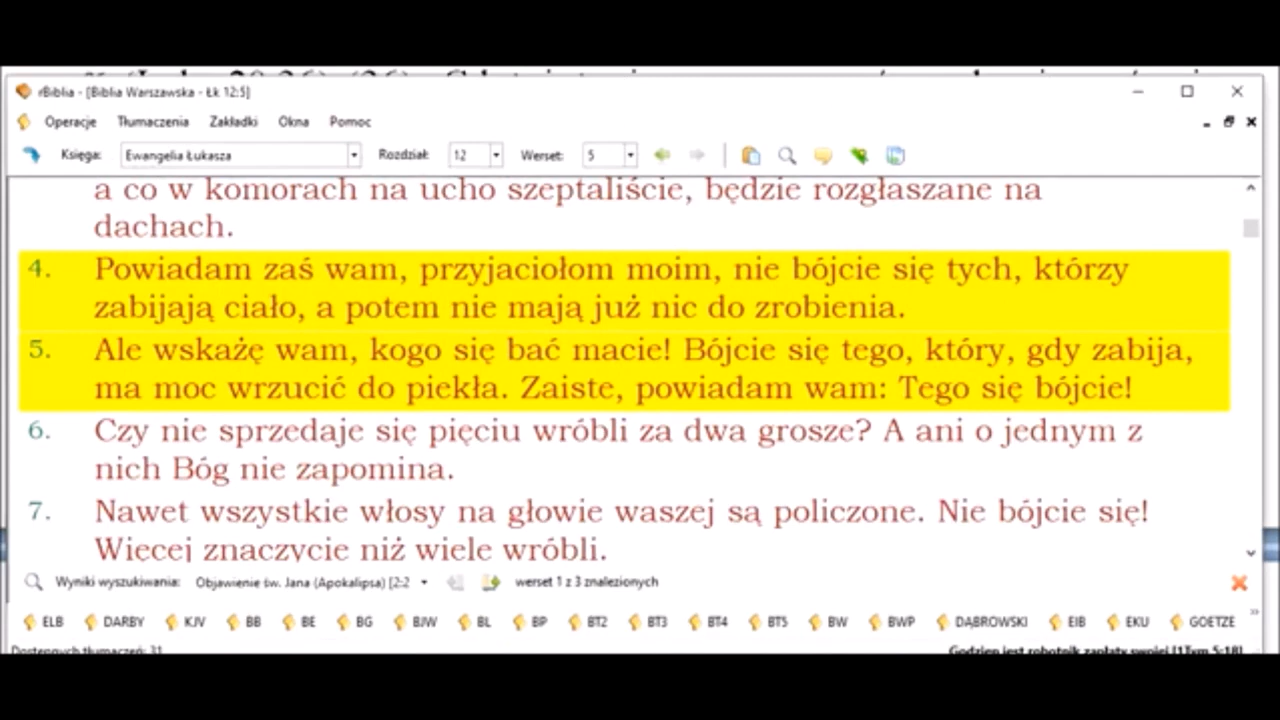 rBiblia - [Biblia Warszawska - Łk 12:5]
Operacje Tłumaczenia Zakładki Okna Pomoc
Księga: Ewangelia Łukasza Rozdział: 12 Werset: 5
a co w komorach na ucho szeptaliście, będzie rozgłaszane na
dachach.
4. Powiadam zaś wam, przyjaciołom moim, nie bójcie się tych, którzy
zabijają ciało, a potem nie mają już nic do zrobienia.
5. Ale wskażę wam, kogo się bać macie! Bójcie się tego, który, gdy zabija,
ma moc wrzucić do piekła. Zaiste, powiadam wam: Tego się bójcie!
6. Czy nie sprzedaje się pięciu wróbli za dwa grosze? A ani o jednym z
nich Bóg nie zapomina.
7. Nawet wszystkie włosy na głowie waszej są policzone. Nie bójcie się!
Więcej znaczycie niż wiele wróbli.
Wyniki wyszukiwania: Objawienie św. Jana (Apokalipsa) [2:2 werset 1 z 3 znalezionych
ELB DARBY KJV BB BE BG BJW BL BP BT2 BT3 BT4 BT5 BW BWP DĄBROWSKI EIB EKU GOETZE
Dostępnych tłumaczeń: 31 Godzien jest robotnik zapłaty swojej [1Tym 5:18]